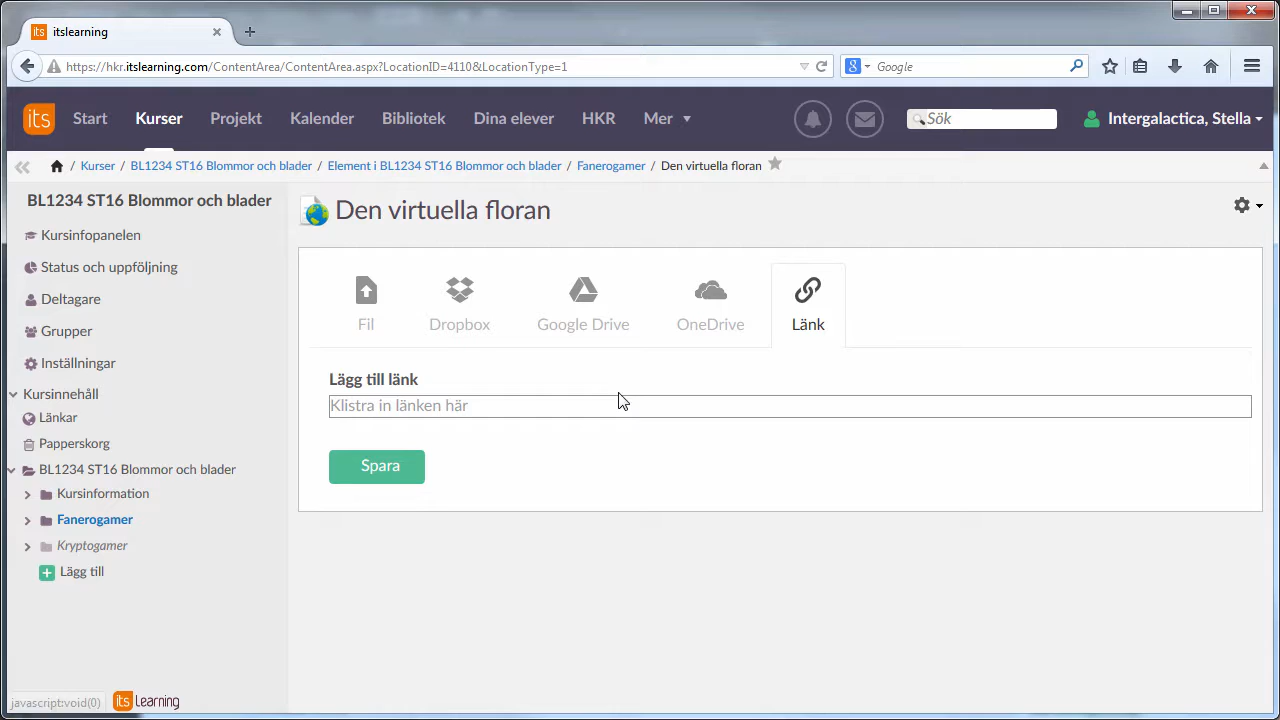 its itslearning
https://hkr.itslearning.com/ContentArea/ContentArea.aspx?LocationID=4110&LocationType=1
8 Google
its Start Kurser Projekt Kalender Bibliotek Dina elever HKR Mer Sök Intergalactica, Stella
/ Kurser / BL1234 ST16 Blommor och blader / Element i BL1234 ST16 Blommor och blader / Fanerogamer / Den virtuella floran
BL1234 ST16 Blommor och blader
Kursinfopanelen
Status och uppföljning
Deltagare
Grupper
Inställningar
Kursinnehåll
Länkar
Papperskorg
BL1234 ST16 Blommor och blader
Kursinformation
Fanerogamer
Kryptogamer
Lägg till
Den virtuella floran
Fil Dropbox Google Drive OneDrive Länk
Lägg till länk
Klistra in länken här
Spara
javascript:void(0) its learning